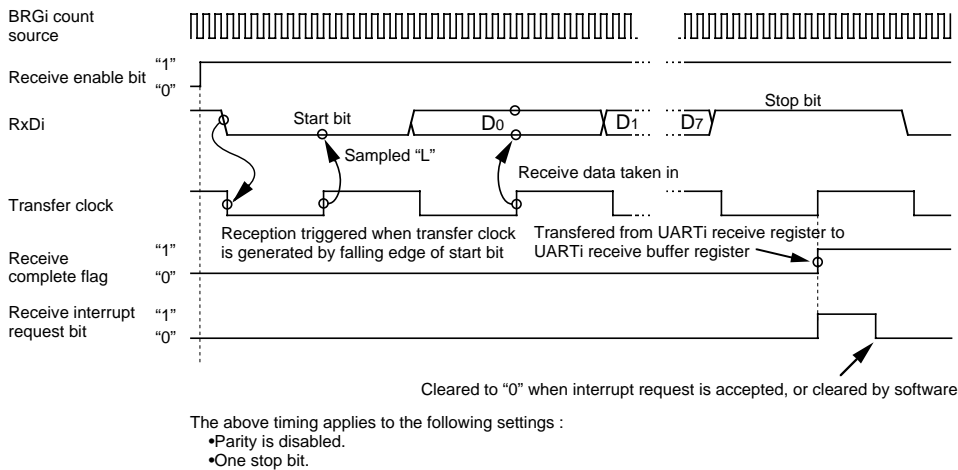 BRGi count
source
Receive enable bit
“1”
“0”
RxDi
Start bit
D0
D1
D7
Stop bit
Sampled “L”
Receive data taken in
Transfer clock
Reception triggered when transfer clock
is generated by falling edge of start bit
Transfered from UARTi receive register to
UARTi receive buffer register
Receive
complete flag
“1”
“0”
Receive interrupt
request bit
“1”
“0”
Cleared to “0” when interrupt request is accepted, or cleared by software
The above timing applies to the following settings :
•Parity is disabled.
•One stop bit.